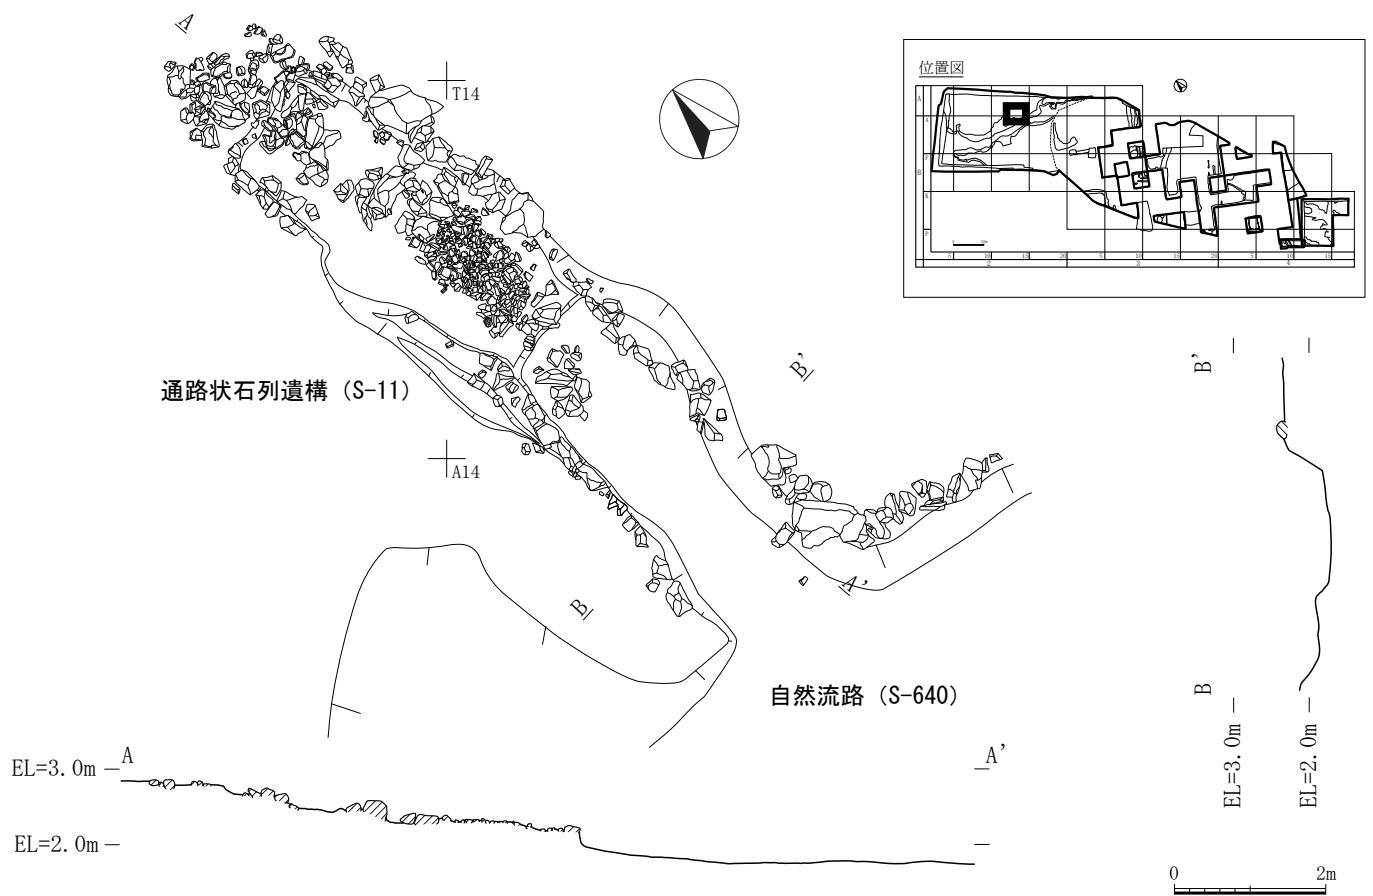 A
T14
位置図
通路状石列遺構（S-11）
A14
B'
B
A'
自然流路（S-640）
B'
B
EL=3.0m
EL=2.0m
A
A'
EL=3.0m
EL=2.0m
0
2m